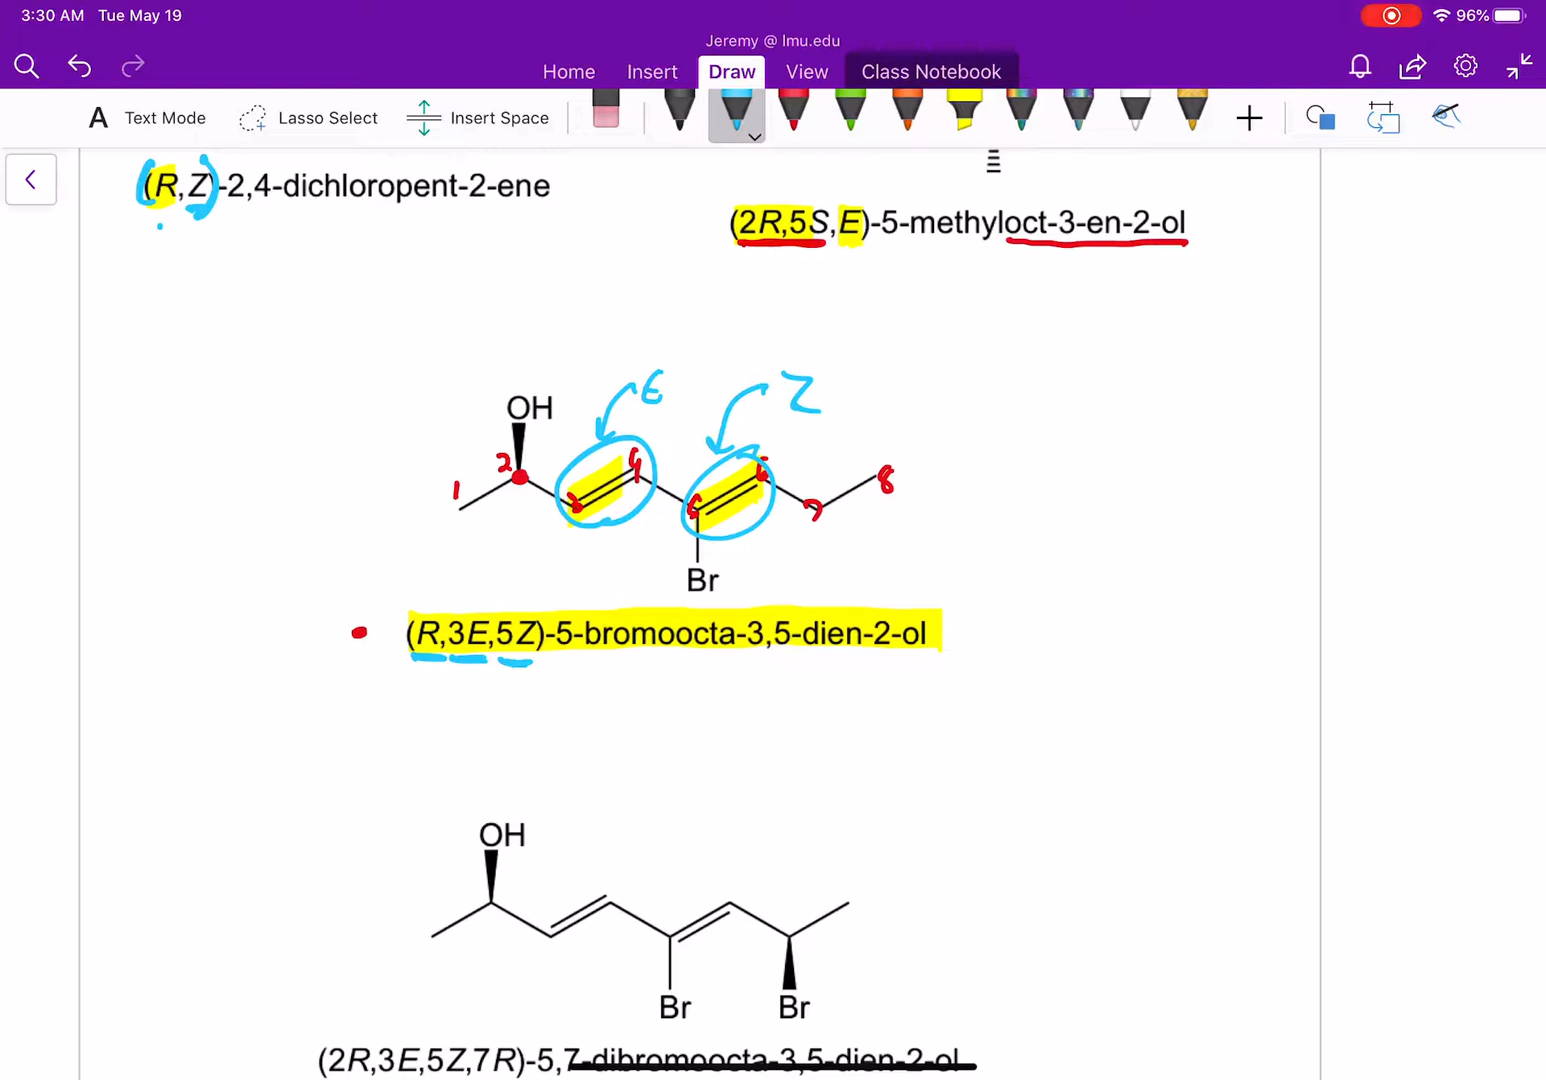 3:30 AM Tue May 19
96%
Jeremy @ lmu.edu
Home Insert Draw View Class Notebook
A Text Mode Lasso Select Insert Space
(R,Z)-2,4-dichloropent-2-ene
(2R,5S,E)-5-methyloct-3-en-2-ol
E Z
OH
1 2 3 4 5 6 7 8
Br
(R,3E,5Z)-5-bromoocta-3,5-dien-2-ol
OH
Br Br
(2R,3E,5Z,7R)-5,7-dibromoocta-3,5-dien-2-ol